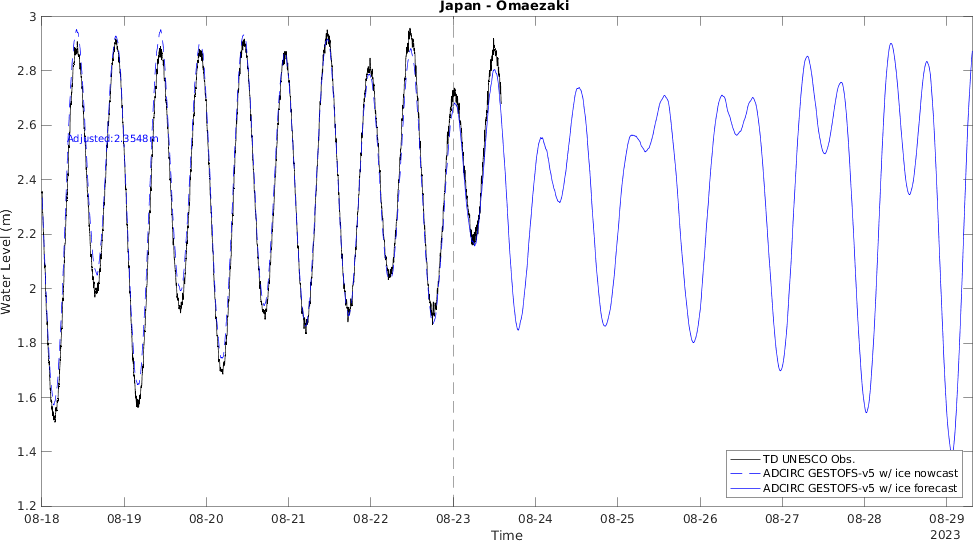 Japan - Omaezaki
3
2.8
2.6
2.4
2.2
2
1.8
1.6
1.4
1.2
Water Level (m)
Adjusted:2.3548m
TD UNESCO Obs.
ADCIRC GESTOFS-v5 w/ ice nowcast
ADCIRC GESTOFS-v5 w/ ice forecast
08-18 08-19 08-20 08-21 08-22 08-23 08-24 08-25 08-26 08-27 08-28 08-29
2023
Time